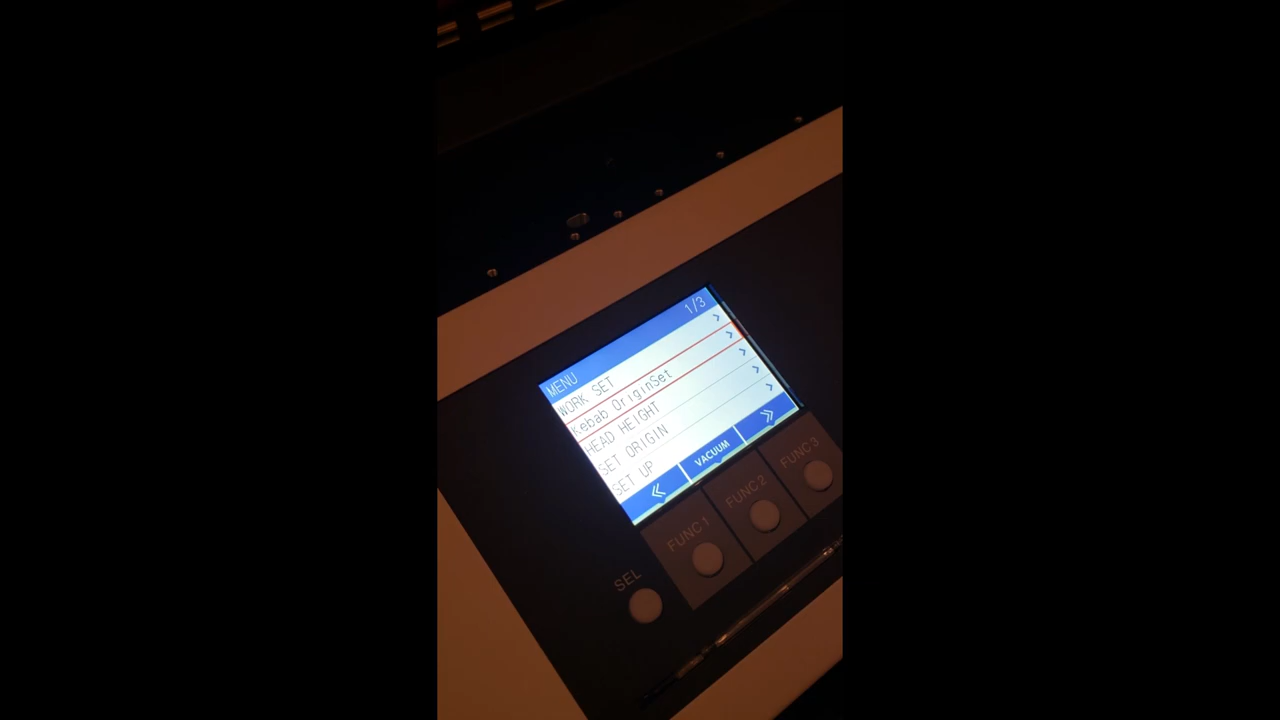 MENU 1/3
WORK SET >
Kebab OriginSet >
HEAD HEIGHT >
SET ORIGIN >
SET UP >
« VACUUM »
FUNC1 FUNC2 FUNC3
SEL